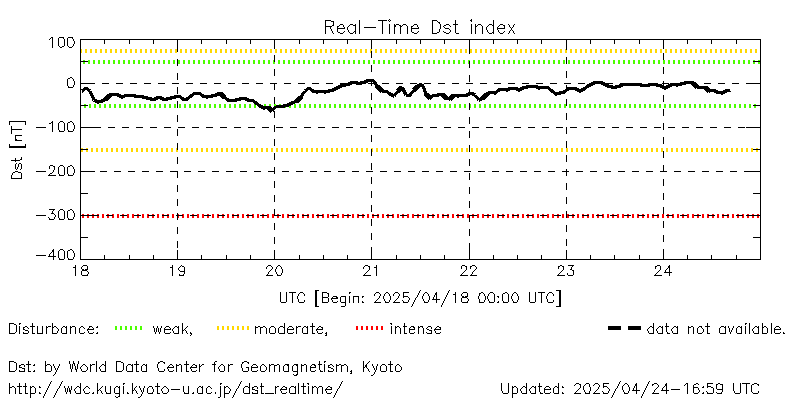 Real-Time Dst index
100
0
-100
-200
-300
-400
Dst [nT]
18 19 20 21 22 23 24
UTC [Begin: 2025/04/18 00:00 UTC]
Disturbance: weak, moderate, intense data not available.
Dst: by World Data Center for Geomagnetism, Kyoto
http://wdc.kugi.kyoto-u.ac.jp/dst_realtime/ Updated: 2025/04/24-16:59 UTC